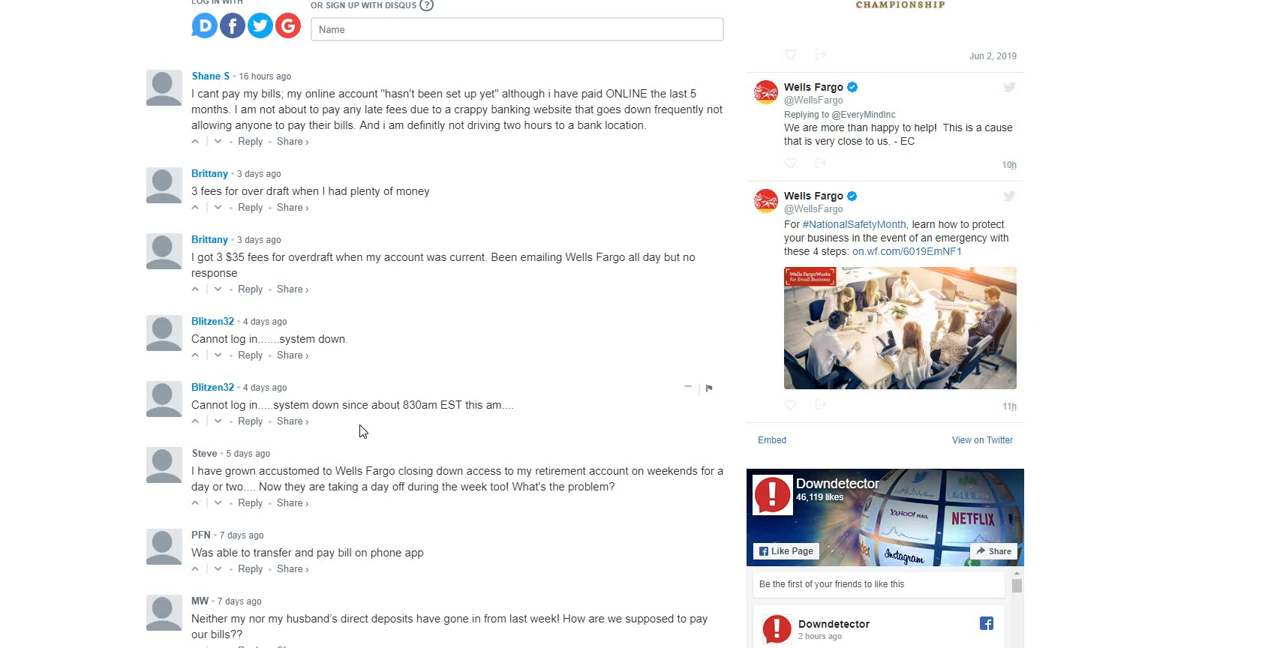 LOG IN WITH
OR SIGN UP WITH DISQUS ?
D f G
Name
Shane S • 16 hours ago
I cant pay my bills; my online account "hasn't been set up yet" although i have paid ONLINE the last 5
months. I am not about to pay any late fees due to a crappy banking website that goes down frequently not
allowing anyone to pay their bills. And i am definitly not driving two hours to a bank location.
Reply • Share ›
Brittany • 3 days ago
3 fees for over draft when I had plenty of money
Reply • Share ›
Brittany • 3 days ago
I got 3 $35 fees for overdraft when my account was current. Been emailing Wells Fargo all day but no
response
Reply • Share ›
Blitzen32 • 4 days ago
Cannot log in.......system down.
Reply • Share ›
Blitzen32 • 4 days ago
Cannot log in.....system down since about 830am EST this am....
Reply • Share ›
Steve • 5 days ago
I have grown accustomed to Wells Fargo closing down access to my retirement account on weekends for a
day or two.... Now they are taking a day off during the week too! What's the problem?
Reply • Share ›
PFN • 7 days ago
Was able to transfer and pay bill on phone app
Reply • Share ›
MW • 7 days ago
Neither my nor my husband's direct deposits have gone in from last week! How are we supposed to pay
our bills??
CHAMPIONSHIP
Jun 2, 2019
Wells Fargo
@WellsFargo
Replying to @EveryMindInc
We are more than happy to help! This is a cause
that is very close to us. - EC
10h
Wells Fargo
@WellsFargo
For #NationalSafetyMonth, learn how to protect
your business in the event of an emergency with
these 4 steps: on.wf.com/6019EmNF1
Wells Fargo Works
for Small Business
11h
Embed
View on Twitter
Downdetector
46,119 likes
YAHOO! MAIL
NETFLIX
Instagram
Like Page
Share
Be the first of your friends to like this
Downdetector
2 hours ago